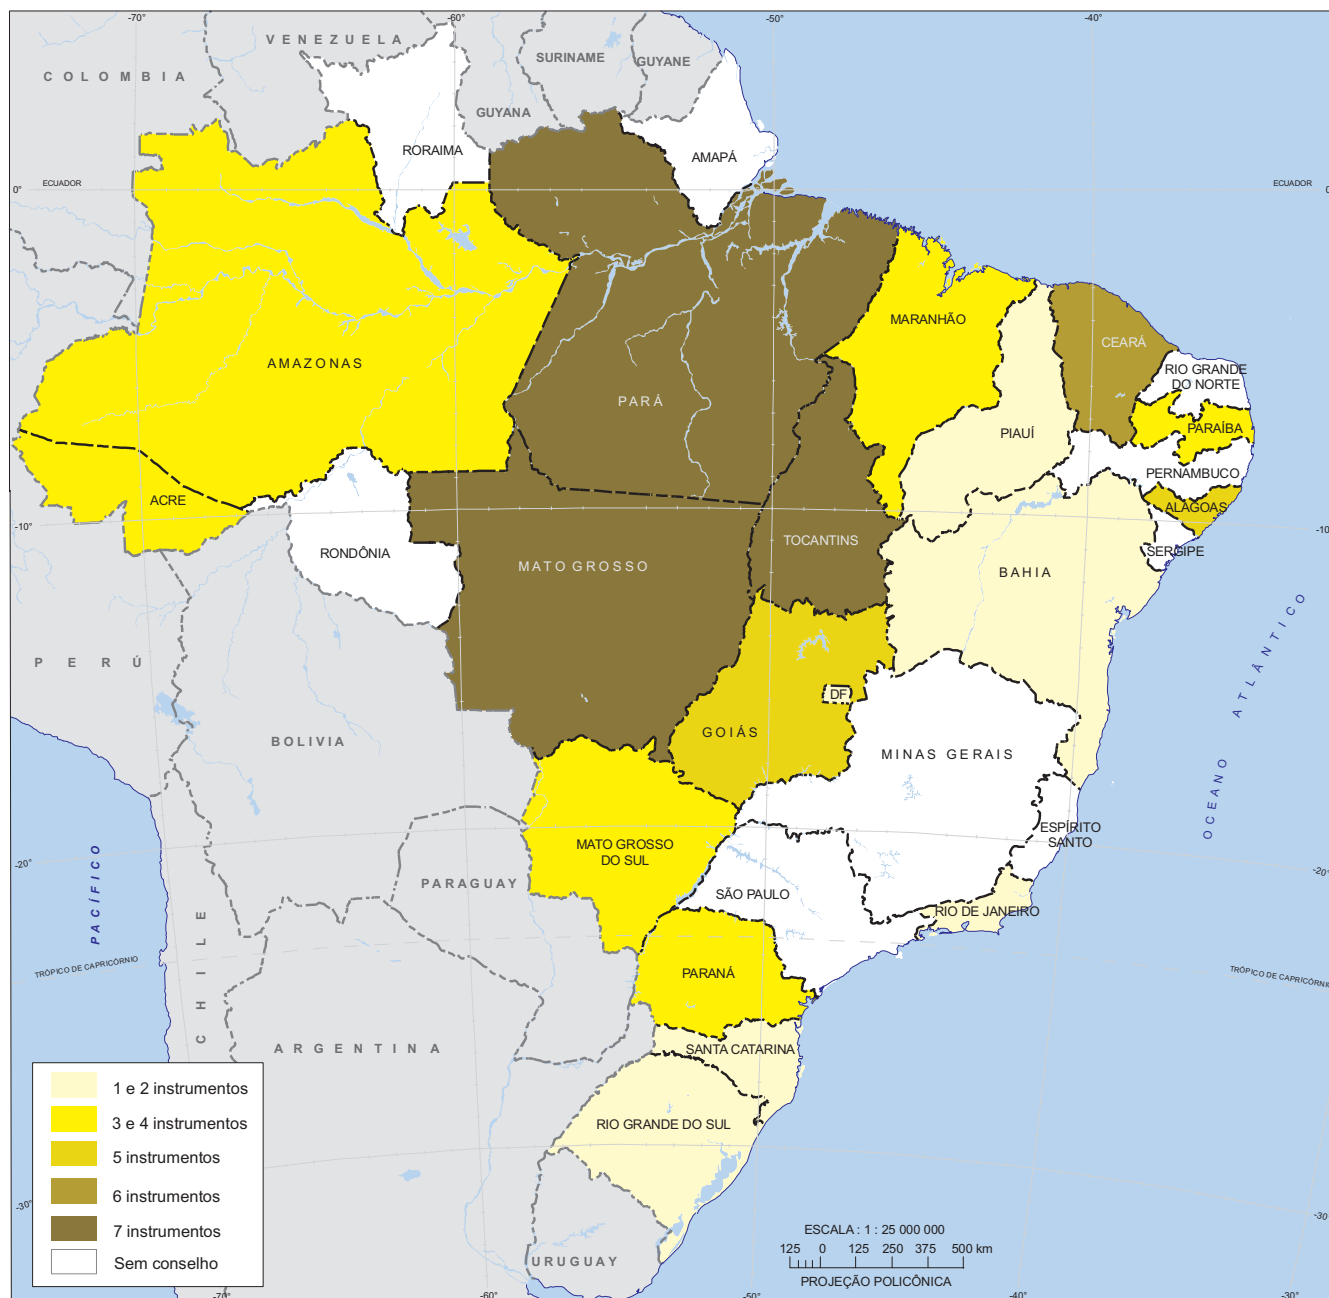 -70°
-60°
-50°
-40°
VENEZUELA
COLOMBIA
SURINAME
GUYANE
GUYANA
RORAIMA
AMAPÁ
ECUADOR
0°
ECUADOR
0
MARANHÃO
CEARÁ
AMAZONAS
RIO GRANDE
DO NORTE
PARÁ
PIAUÍ
PARAÍBA
PERNAMBUCO
ACRE
ALAGOAS
-10°
-10
RONDÔNIA
TOCANTINS
SERGIPE
MATO GROSSO
BAHIA
PERÚ
OCEANO ATLÂNTICO
DF
GOIÁS
BOLIVIA
MINAS GERAIS
ESPÍRITO
SANTO
MATO GROSSO
DO SUL
-20°
-20°
PACÍFICO
PARAGUAY
SÃO PAULO
RIO DE JANEIRO
CHILE
TRÓPICO DE CAPRICÓRNIO
TRÓPICO DE CAPRICÓRNIO
PARANÁ
ARGENTINA
SANTA CATARINA
1 e 2 instrumentos
3 e 4 instrumentos
5 instrumentos
6 instrumentos
7 instrumentos
Sem conselho
RIO GRANDE DO SUL
-30°
-30°
URUGUAY
ESCALA : 1 : 25 000 000
125 0 125 250 375 500 km
PROJEÇÃO POLICÔNICA
-70°
-60°
-50°
-40°
-30°